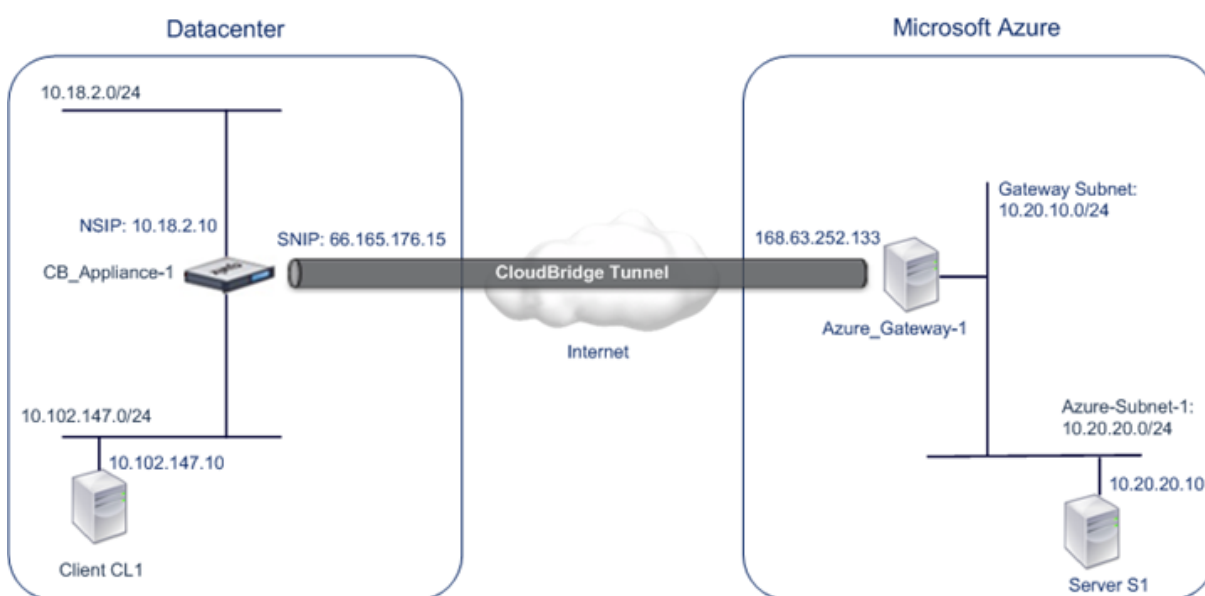 Datacenter
Microsoft Azure
10.18.2.0/24
NSIP: 10.18.2.10
SNIP: 66.165.176.15
CB_Appliance-1
CloudBridge Tunnel
Internet
168.63.252.133
Gateway Subnet:
10.20.10.0/24
Azure_Gateway-1
10.102.147.0/24
10.102.147.10
Client CL1
Azure-Subnet-1:
10.20.20.0/24
10.20.20.10
Server S1